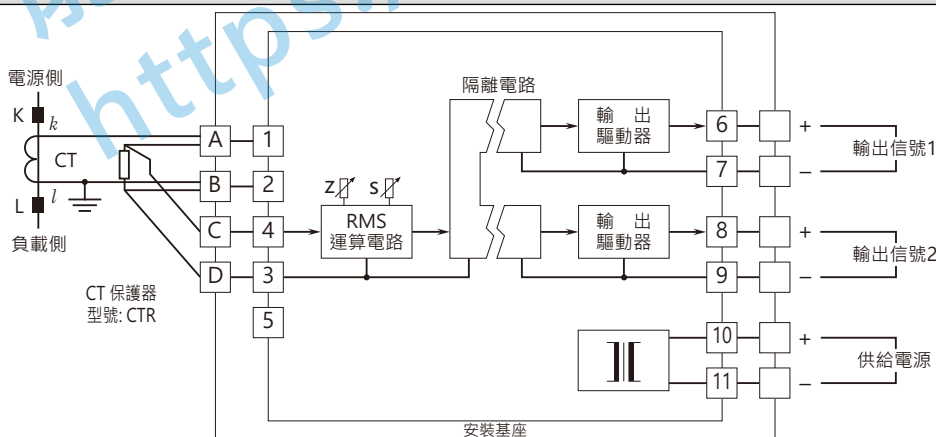 https:/
電源側
K
k
CT
L
l
負載側
CT 保護器
型號: CTR
A
B
C
D
1
2
4
3
5
Z
S
RMS
運算電路
隔離電路
輸 出
驅動器
輸 出
驅動器
6
7
8
9
10
11
+
輸出信號1
–
+
輸出信號2
–
+
供給電源
–
安裝基座